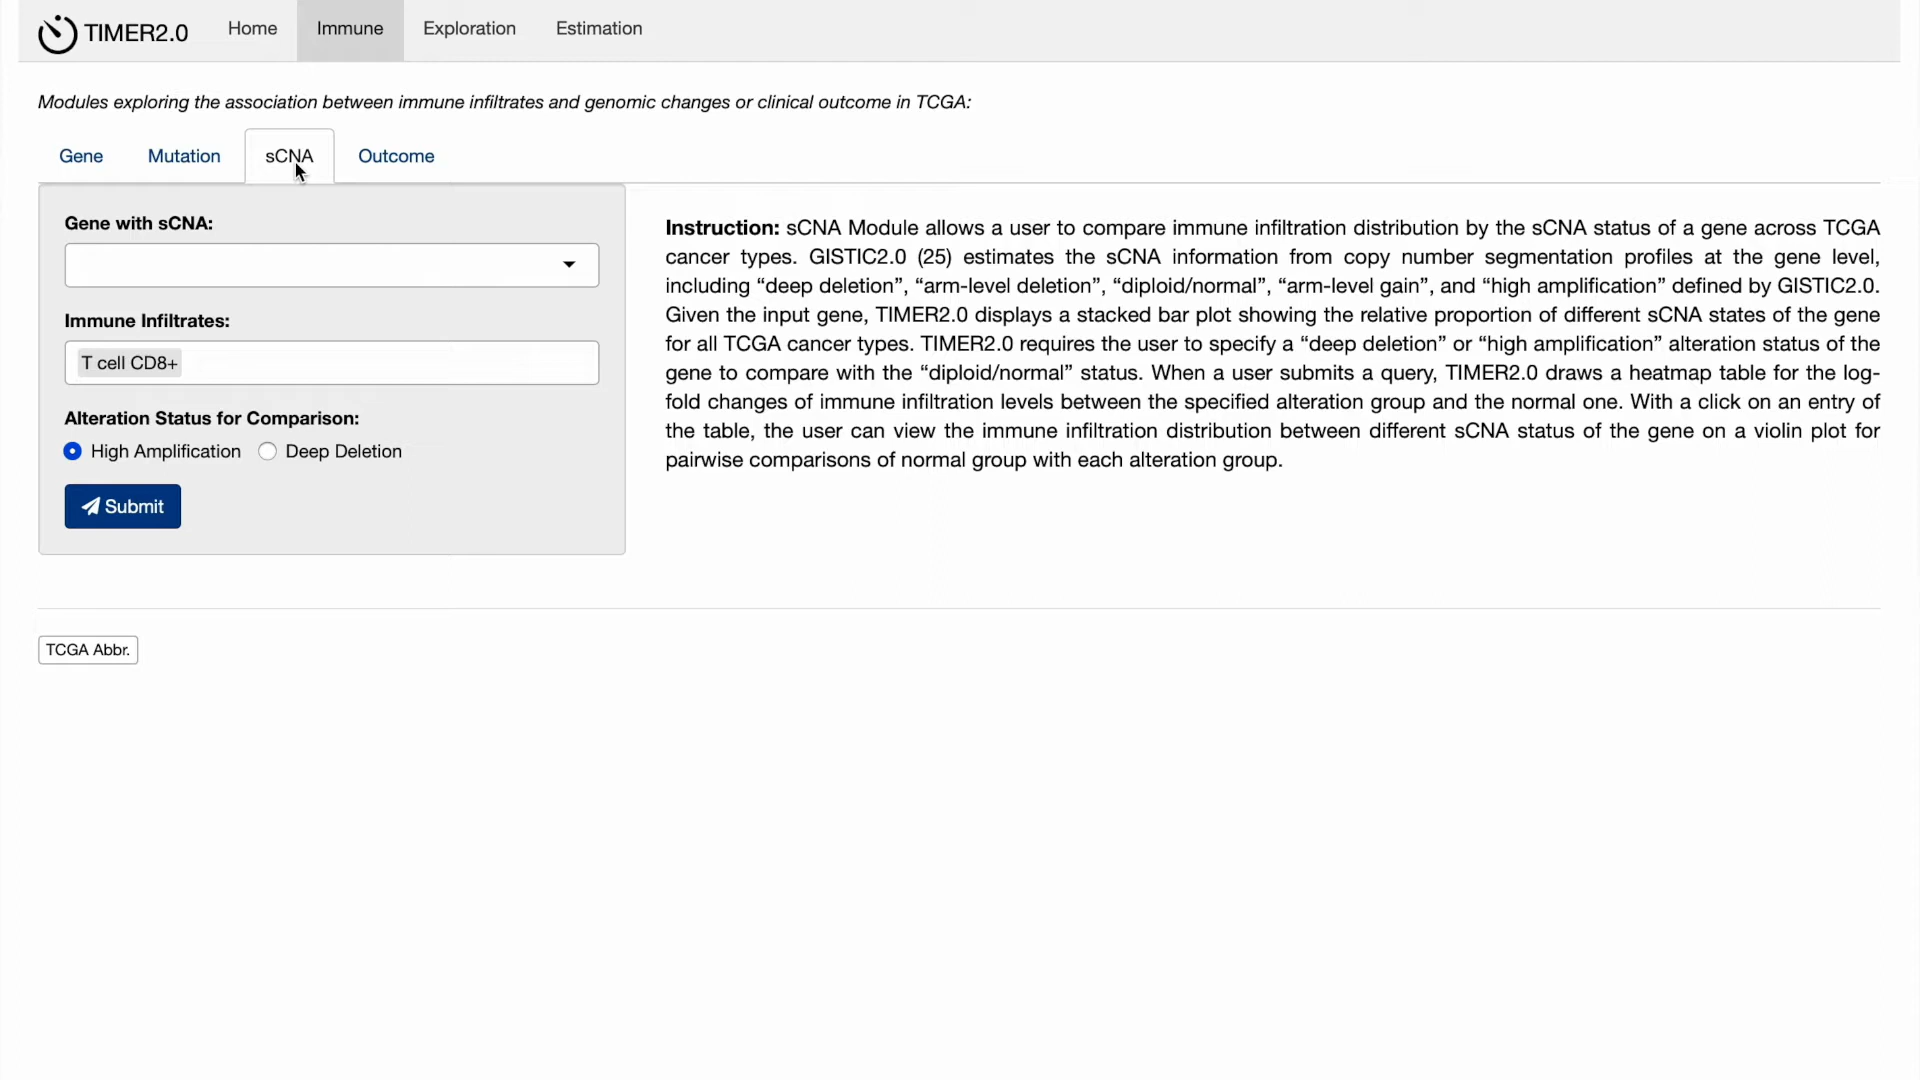 TIMER2.0 Home Immune Exploration Estimation
Modules exploring the association between immune infiltrates and genomic changes or clinical outcome in TCGA:
Gene Mutation sCNA Outcome
Gene with sCNA:
Immune Infiltrates:
T cell CD8+
Alteration Status for Comparison:
High Amplification Deep Deletion
Submit
Instruction: sCNA Module allows a user to compare immune infiltration distribution by the sCNA status of a gene across TCGA
cancer types. GISTIC2.0 (25) estimates the sCNA information from copy number segmentation profiles at the gene level,
including “deep deletion”, “arm-level deletion”, “diploid/normal”, “arm-level gain”, and “high amplification” defined by GISTIC2.0.
Given the input gene, TIMER2.0 displays a stacked bar plot showing the relative proportion of different sCNA states of the gene
for all TCGA cancer types. TIMER2.0 requires the user to specify a “deep deletion” or “high amplification” alteration status of the
gene to compare with the “diploid/normal” status. When a user submits a query, TIMER2.0 draws a heatmap table for the log-
fold changes of immune infiltration levels between the specified alteration group and the normal one. With a click on an entry of
the table, the user can view the immune infiltration distribution between different sCNA status of the gene on a violin plot for
pairwise comparisons of normal group with each alteration group.
TCGA Abbr.